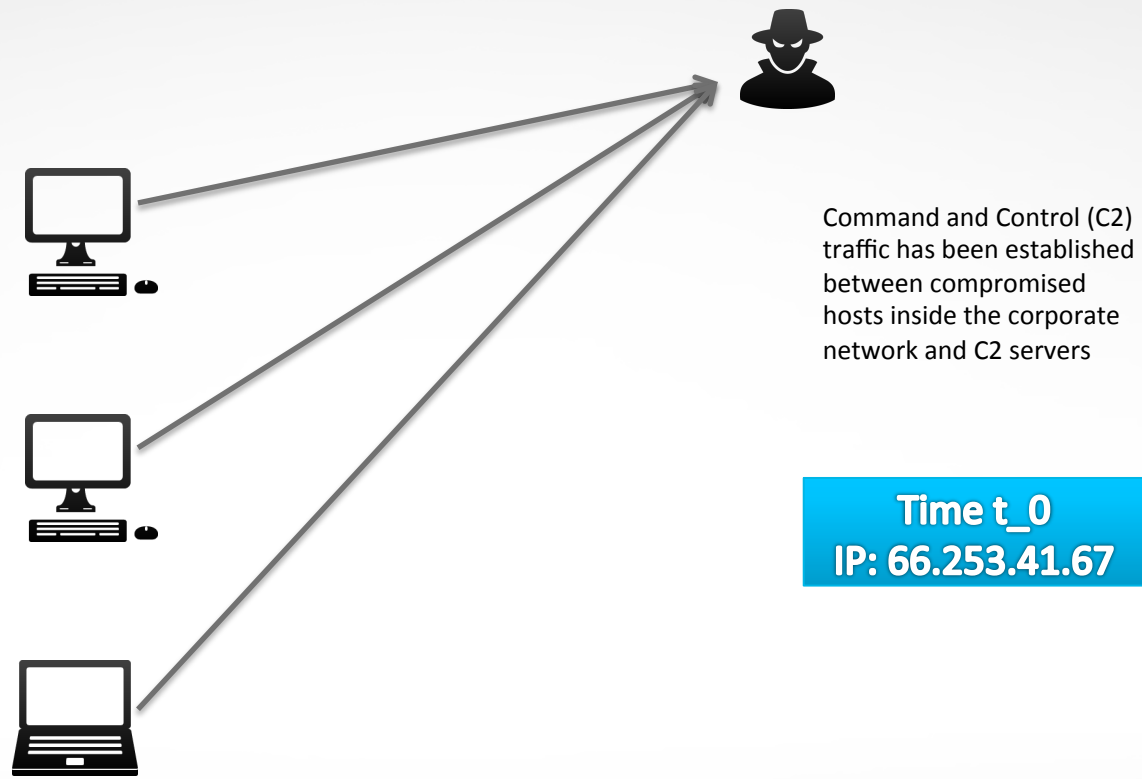 Command and Control (C2)
traffic has been established
between compromised
hosts inside the corporate
network and C2 servers
Time t_0
IP: 66.253.41.67